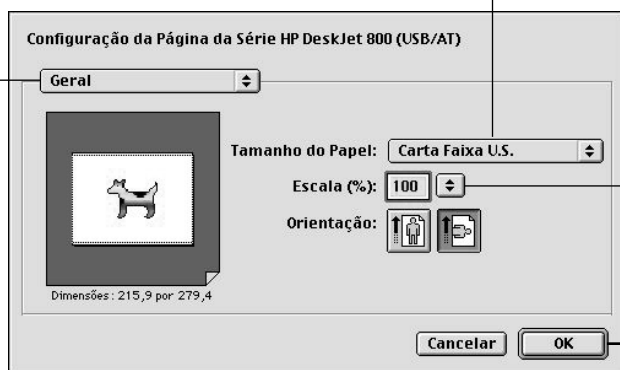 Configuração da Página da Série HP DeskJet 800 (USB/AT)
Geral
Tamanho do Papel: Carta Faixa U.S.
Escala (%): 100
Orientação:
Dimensões: 215,9 por 279,4
Cancelar OK